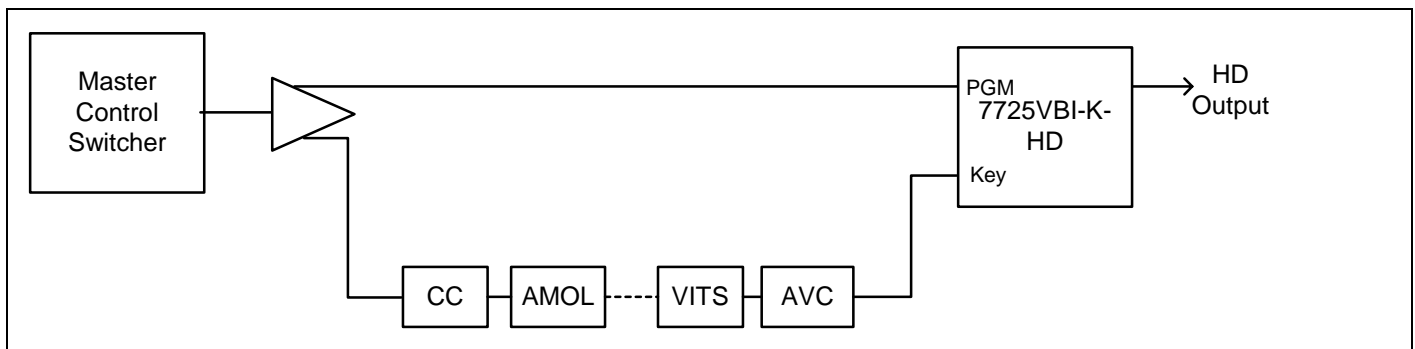 Master
Control
Switcher
PGM
7725VBI-K-
HD
Key
HD
Output
CC
AMOL
VITS
AVC